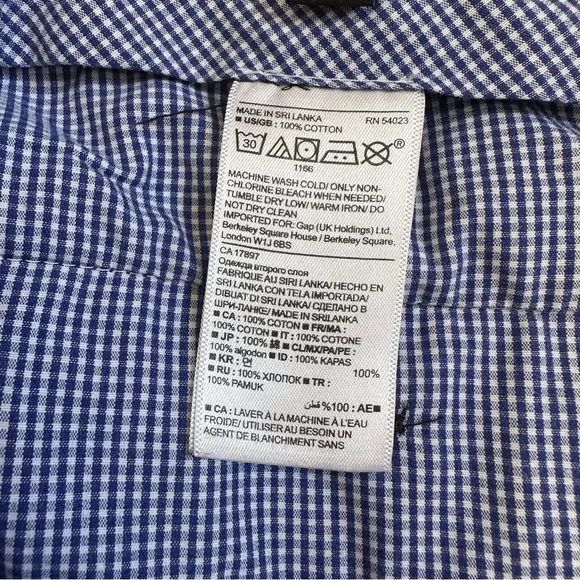 MADE IN SRI LANKA RN 54023
■ US/GB : 100% COTTON
30
®
1166
MACHINE WASH COLD/ ONLY NON-
CHLORINE BLEACH WHEN NEEDED/
TUMBLE DRY LOW/ WARM IRON/ DO
NOT DRY CLEAN
IMPORTED FOR: Gap (UK Holdings) Ltd,
Berkeley Square House / Berkeley Square,
London W1J 6BS
CA 17897
Одежда второго слоя
FABRIQUE AU SIRI LANKA/ HECHO EN
SRI LANKA CON TELA IMPORTADA/
DIBUAT DI SRI LANKA/ СДЕЛАНО В
ШРИ-ЛАНКЕ/ MADE IN SRILANKA
■ CA : 100% COTON ■ FR/MA :
100% COTON ■ IT : 100% COTONE
■ JP : 100% 綿 ■ CL/MX/PA/PE :
100% algodon ■ ID : 100% KAPAS
■ KR : 면 100%
■ RU : 100% ХЛОПОК ■ TR :
100% PAMUK
■AE : 100% قطن
■ CA : LAVER À LA MACHINE À L'EAU
FROIDE/ UTILISER AU BESOIN UN
AGENT DE BLANCHIMENT SANS